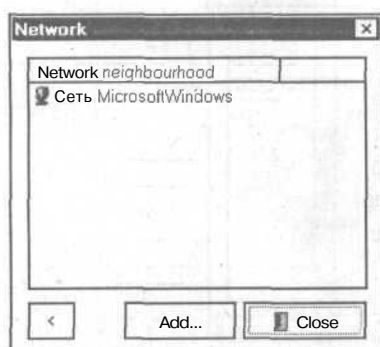 Network
Network neighbourhood
Сеть MicrosoftWindows
< Add... Close